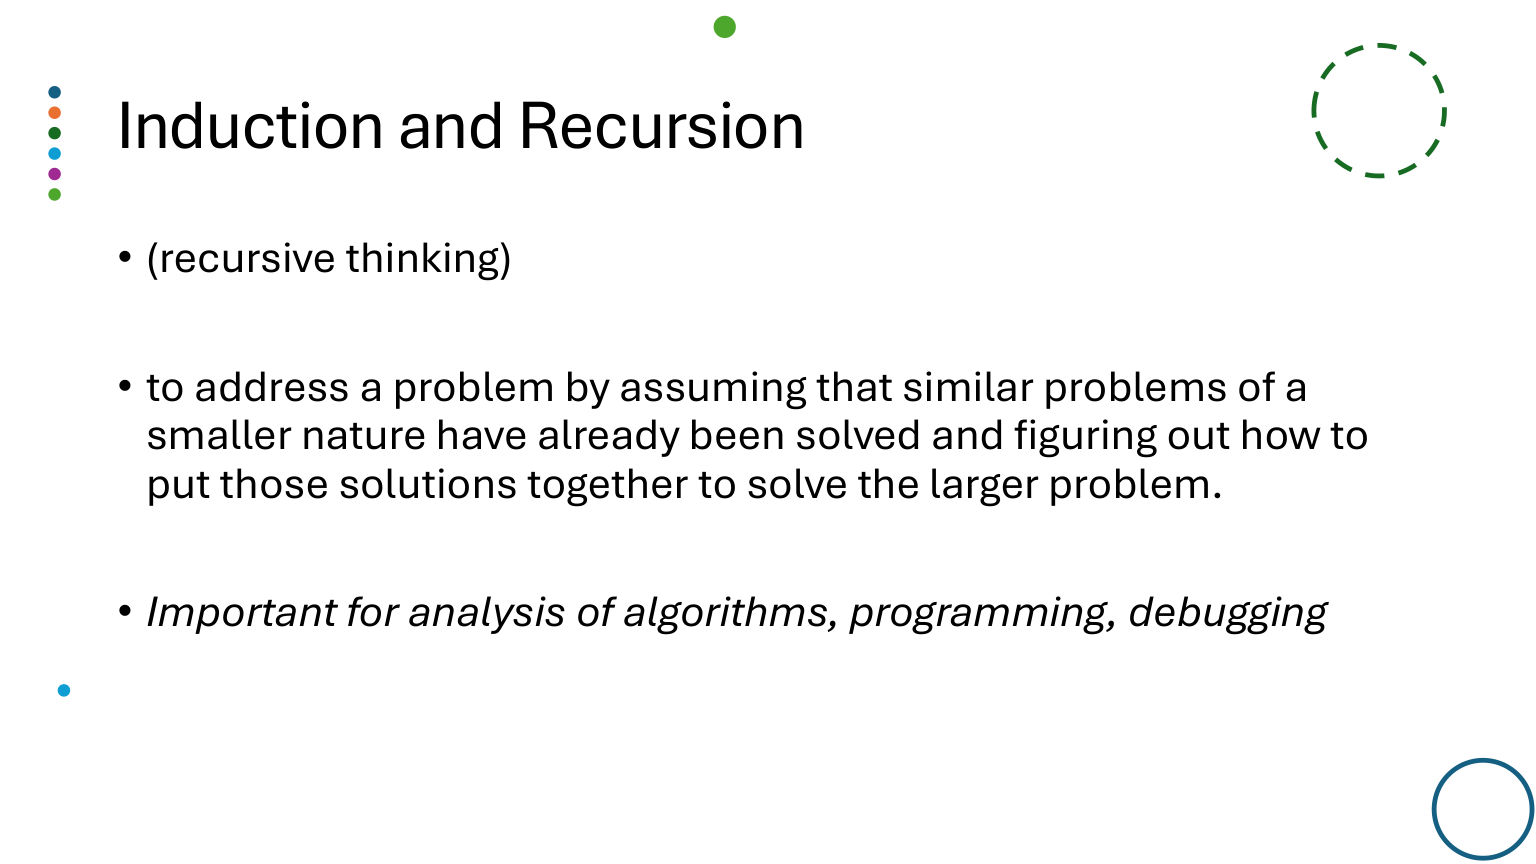 Induction and Recursion
• (recursive thinking)
• to address a problem by assuming that similar problems of a
smaller nature have already been solved and figuring out how to
put those solutions together to solve the larger problem.
• Important for analysis of algorithms, programming, debugging